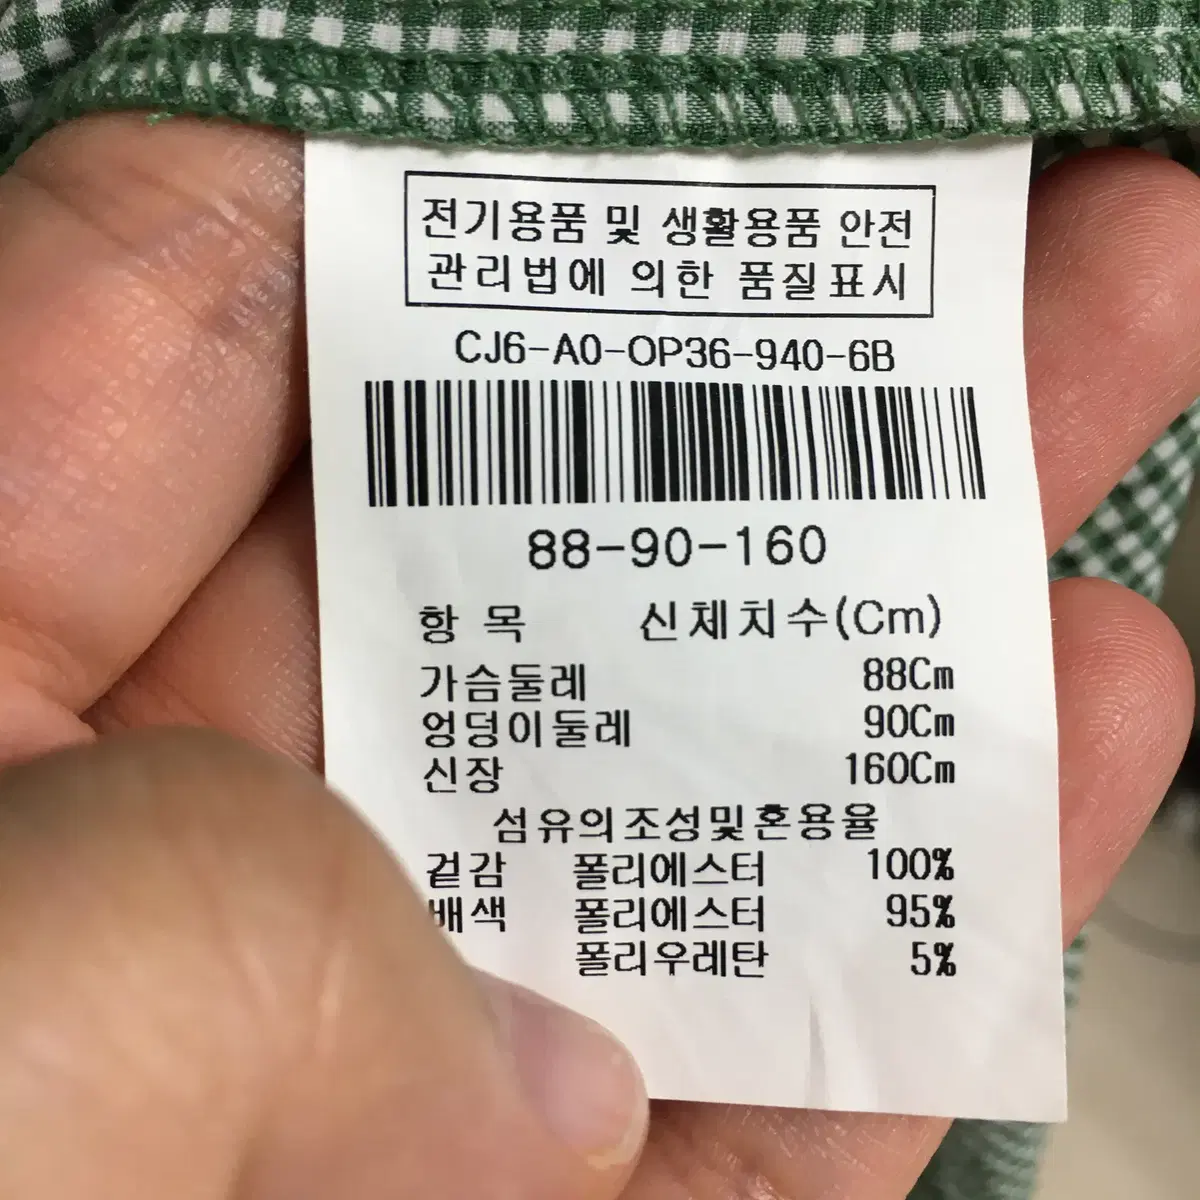 전기용품 및 생활용품 안전
관리법에 의한 품질표시
CJ6-A0-OP36-940-6B
88-90-160
항 목 신체치수(Cm)
가슴둘레 88Cm
엉덩이둘레 90Cm
신장 160Cm
섬유의조성및혼용율
겉감 폴리에스터 100%
배색 폴리에스터 95%
폴리우레탄 5%